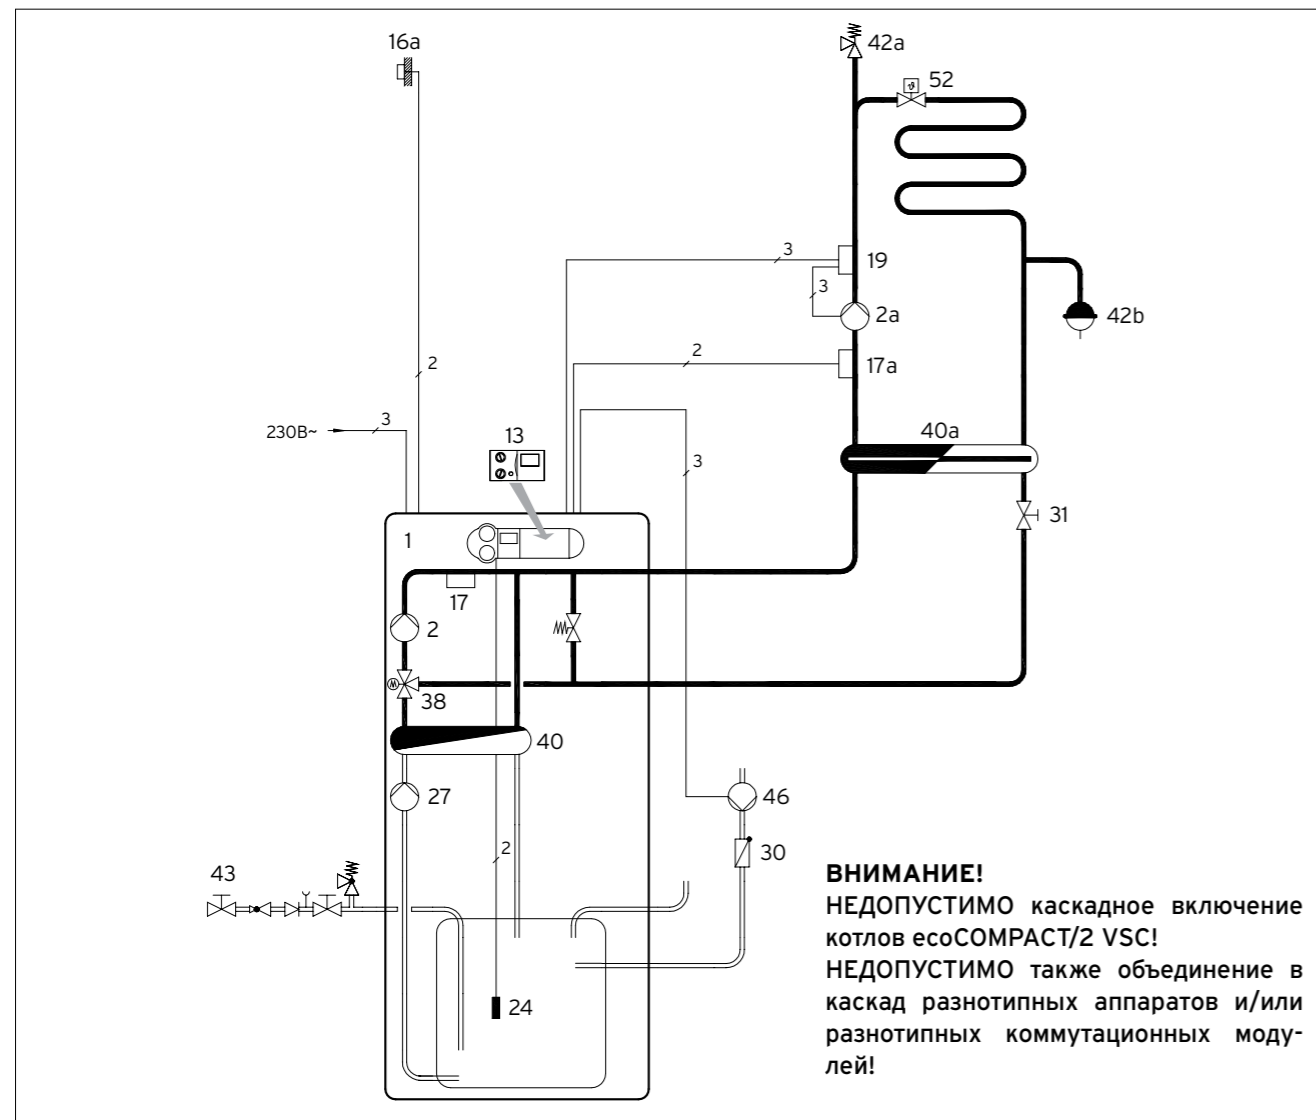 16a
42a
52
3
19
3
2a
42b
2
2
17a
3
230В~
13
40a
3
1
31
17
2
38
40
27
46
2
30
43
24
ВНИМАНИЕ!
НЕДОПУСТИМО каскадное включение
котлов ecoCOMPACT/2 VSC!
НЕДОПУСТИМО также объединение в
каскад разнотипных аппаратов и/или
разнотипных коммутационных моду-
лей!